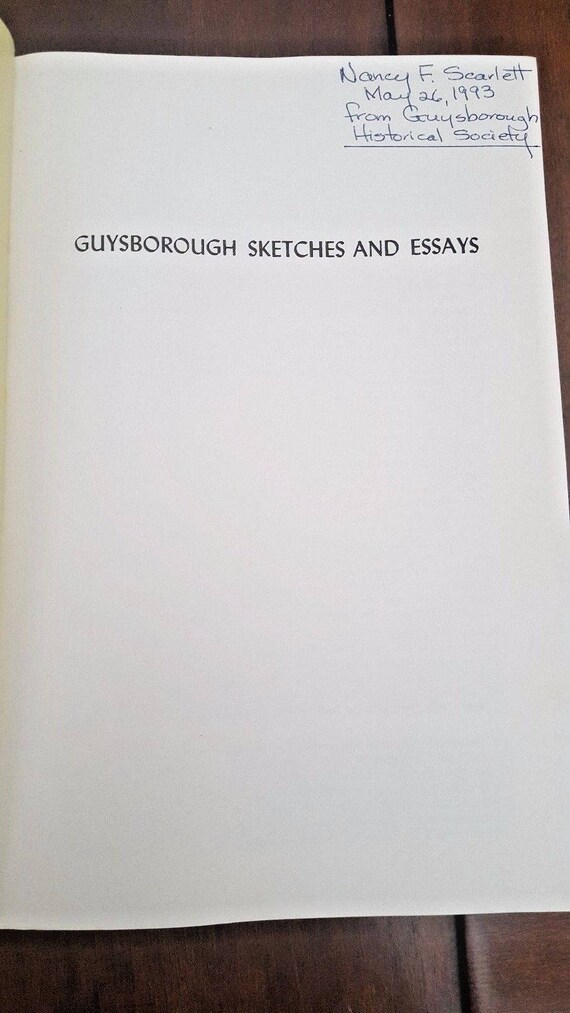 Nancy F. Scarlett
May 26, 1993
from Guysborough
Historical Society
GUYSBOROUGH SKETCHES AND ESSAYS